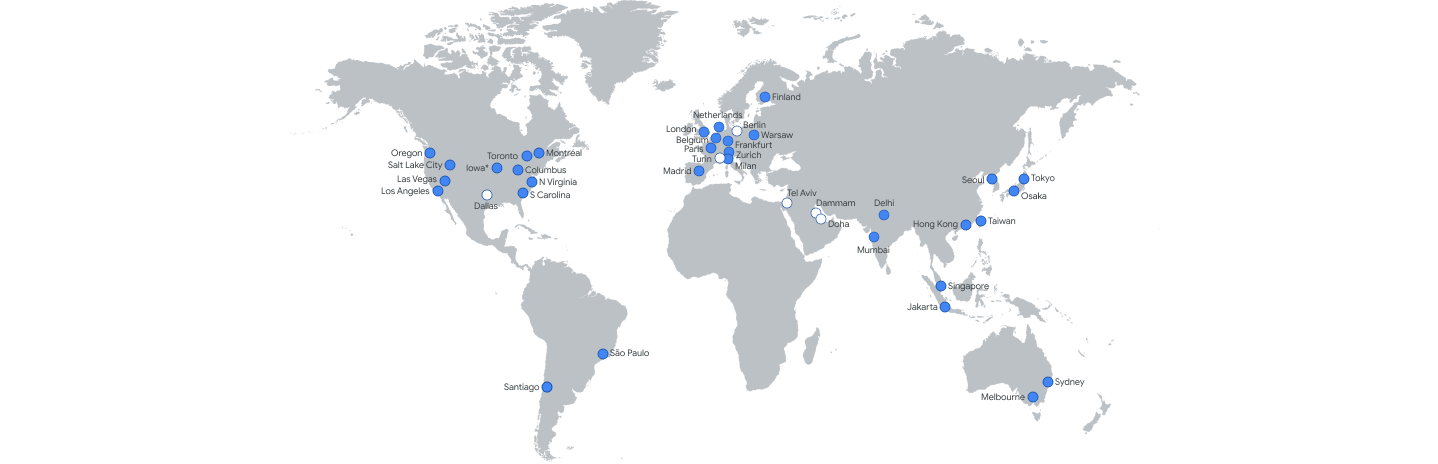 Finland
Netherlands
Berlin
London
Warsaw
Belgium
Frankfurt
Paris
Zurich
Turin
Milan
Madrid
Oregon
Toronto
Montréal
Salt Lake City
Iowa*
Columbus
Las Vegas
N Virginia
Los Angeles
S Carolina
Dallas
Tel Aviv
Dammam
Doha
Delhi
Mumbai
Seoul
Tokyo
Osaka
Hong Kong
Taiwan
Singapore
Jakarta
São Paulo
Santiago
Sydney
Melbourne